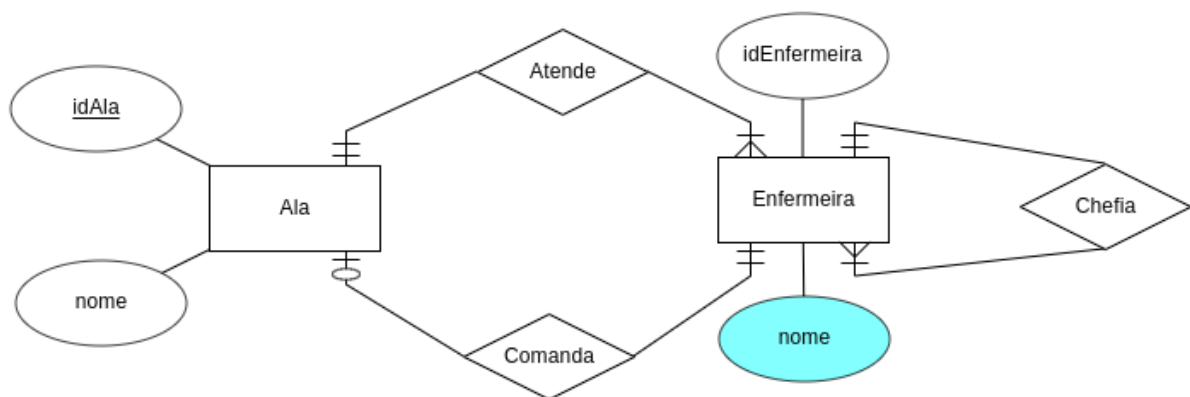 idEnfermeira
Atende
idAla
Enfermeira
Chefia
Ala
nome
nome
Comanda